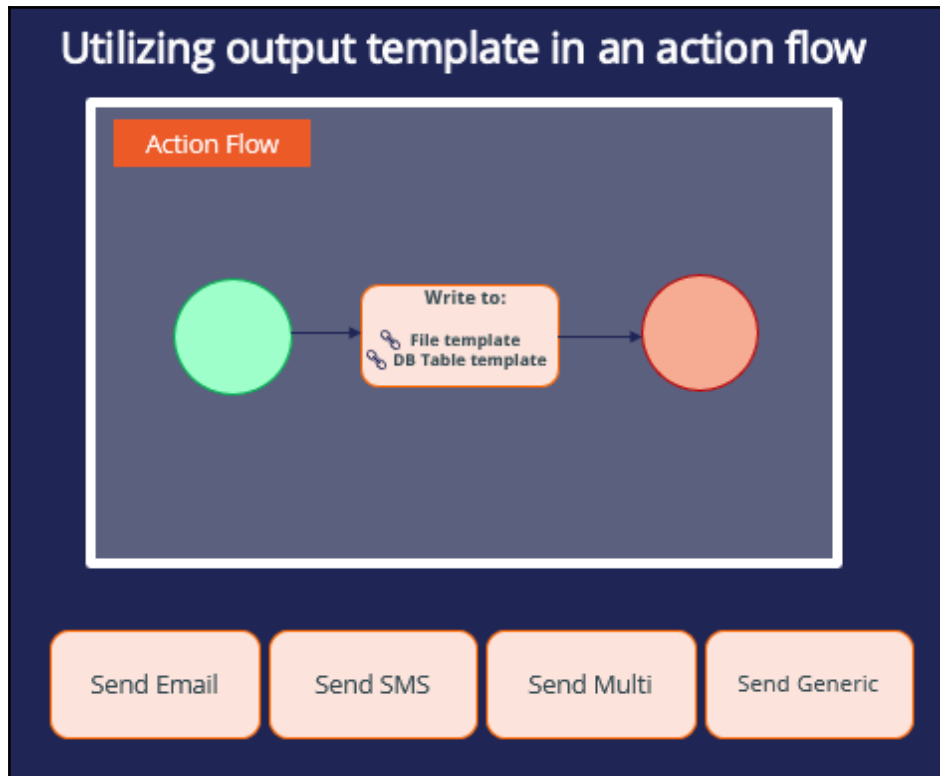 Utilizing output template in an action flow
Action Flow
Write to:
File template
DB Table template
Send Email
Send SMS
Send Multi
Send Generic